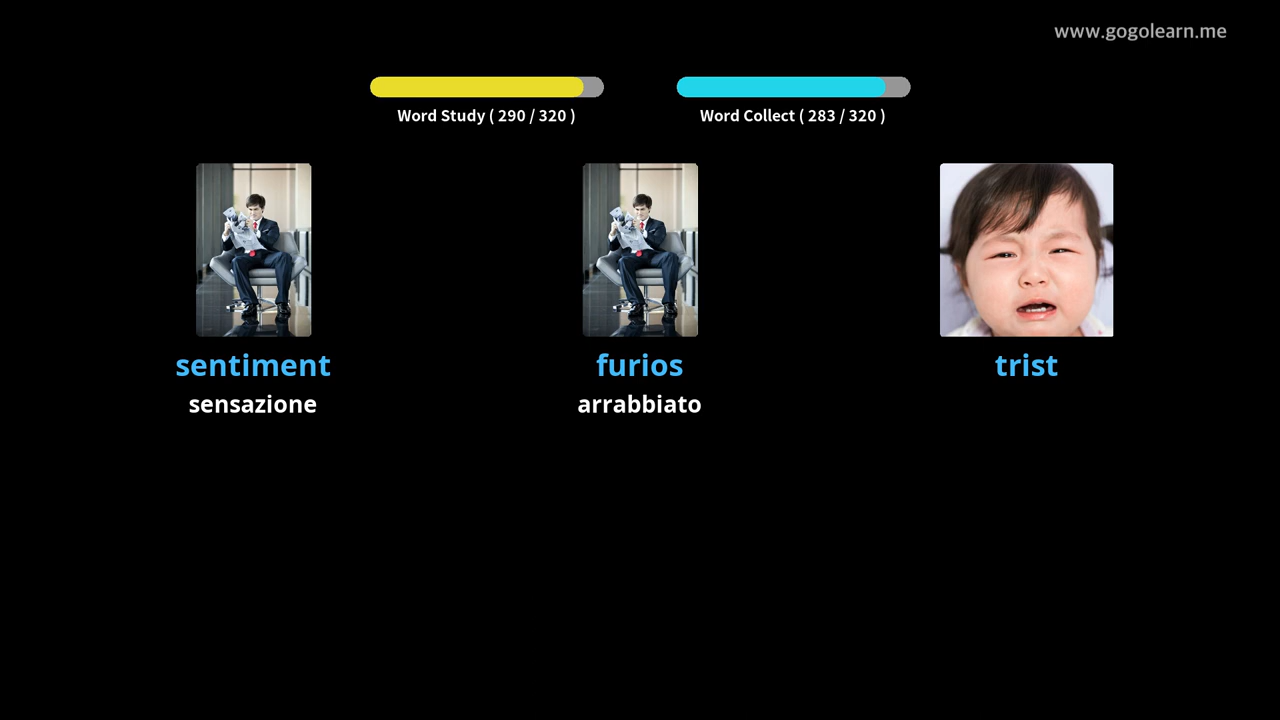 www.gogolearn.me
Word Study ( 290 / 320 )
Word Collect ( 283 / 320 )
sentiment
furios
trist
sensazione
arrabbiato